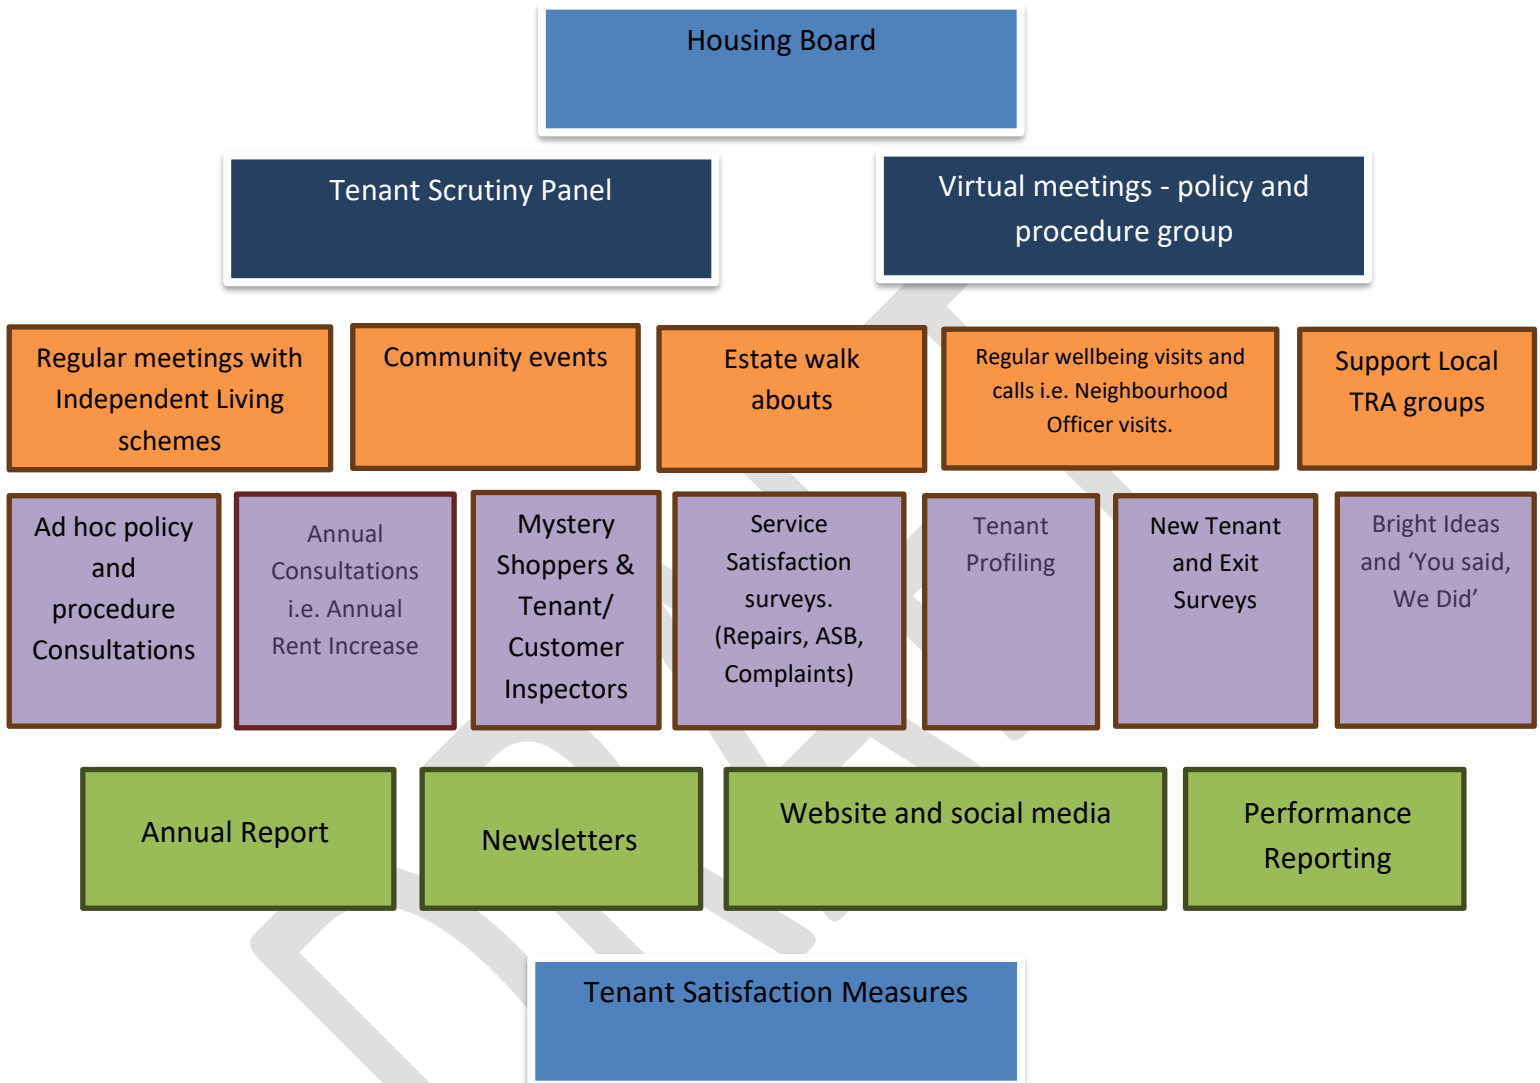 Housing Board
Tenant Scrutiny Panel
Virtual meetings - policy and
procedure group
Regular meetings with
Independent Living
schemes
Community events
Estate walk
abouts
Regular wellbeing visits and
calls i.e. Neighbourhood
Officer visits.
Support Local
TRA groups
Ad hoc policy
and
procedure
Consultations
Annual
Consultations
i.e. Annual
Rent Increase
Mystery
Shoppers &
Tenant/
Customer
Inspectors
Service
Satisfaction
surveys.
(Repairs, ASB,
Complaints)
Tenant
Profiling
New Tenant
and Exit
Surveys
Bright Ideas
and ‘You said,
We Did’
Annual Report
Newsletters
Website and social media
Performance
Reporting
Tenant Satisfaction Measures
DRAFT